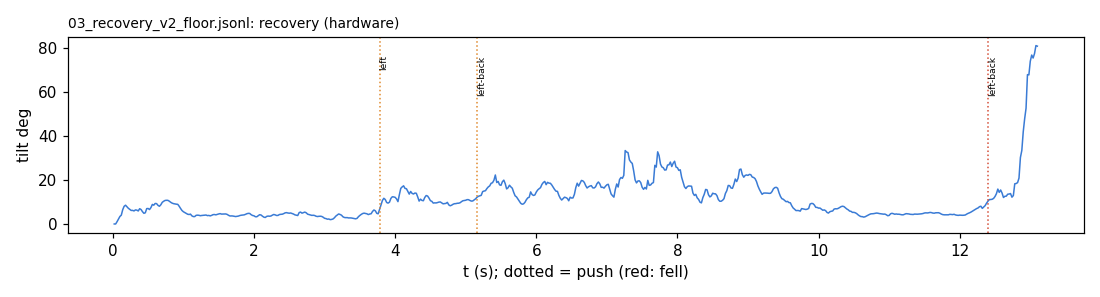 03_recovery_v2_floor.jsonl: recovery (hardware)
left
left-back
left-back
tilt deg
80
60
40
20
0
0 2 4 6 8 10 12
t (s); dotted = push (red: fell)